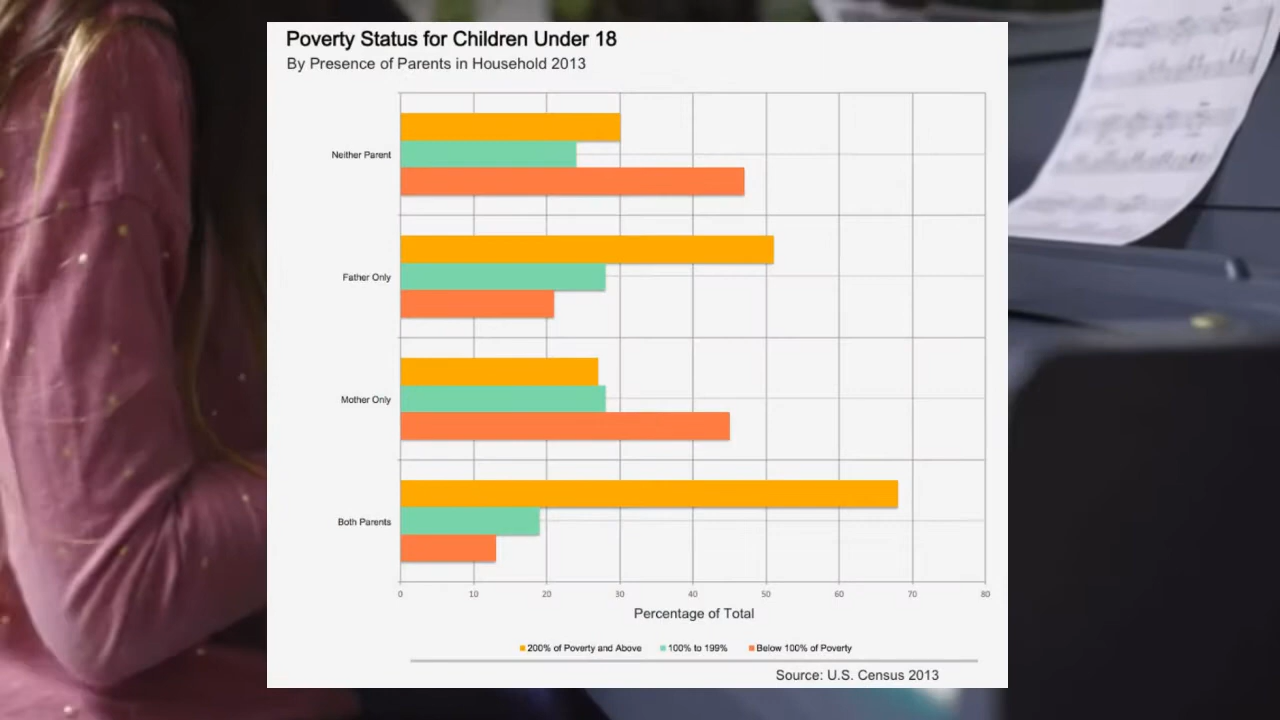 Poverty Status for Children Under 18
By Presence of Parents in Household 2013
Neither Parent
Father Only
Mother Only
Both Parents
0 10 20 30 40 50 60 70 80
Percentage of Total
200% of Poverty and Above 100% to 199% Below 100% of Poverty
Source: U.S. Census 2013